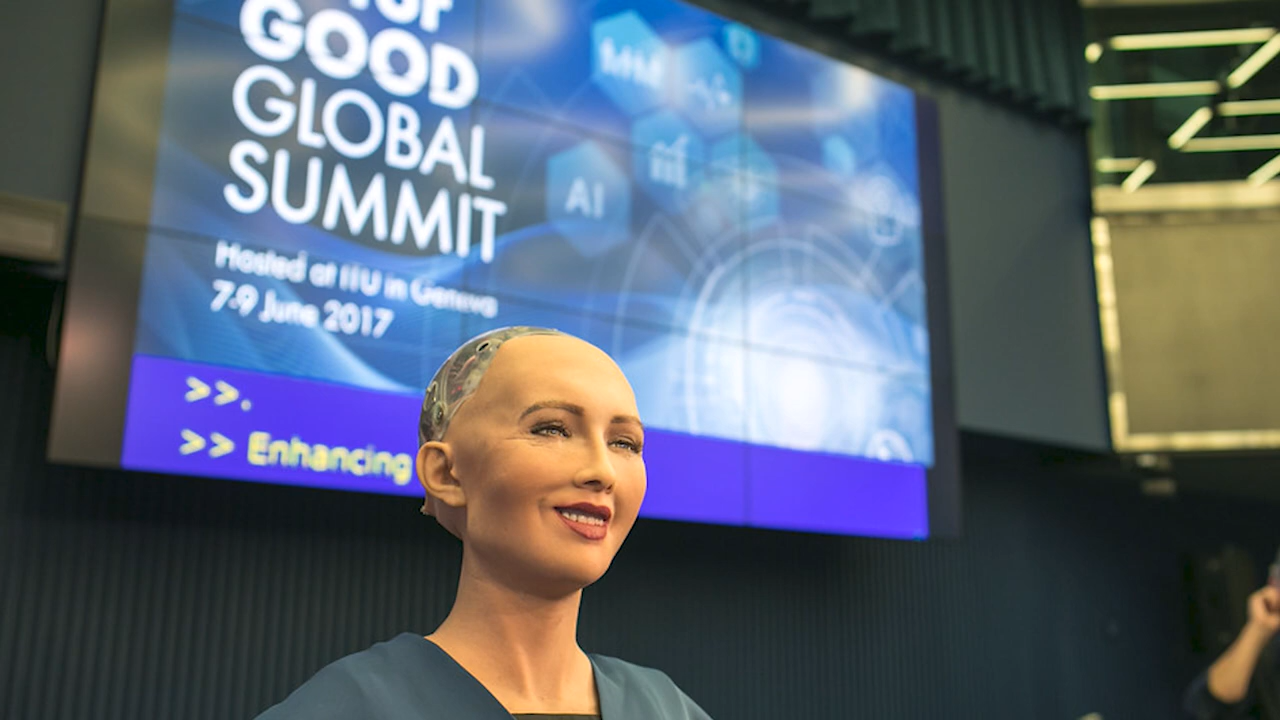 GOOD
GLOBAL
SUMMIT
Hosted at ITU in Geneva
7-9 June 2017
AI
>>.
>> Enhancing